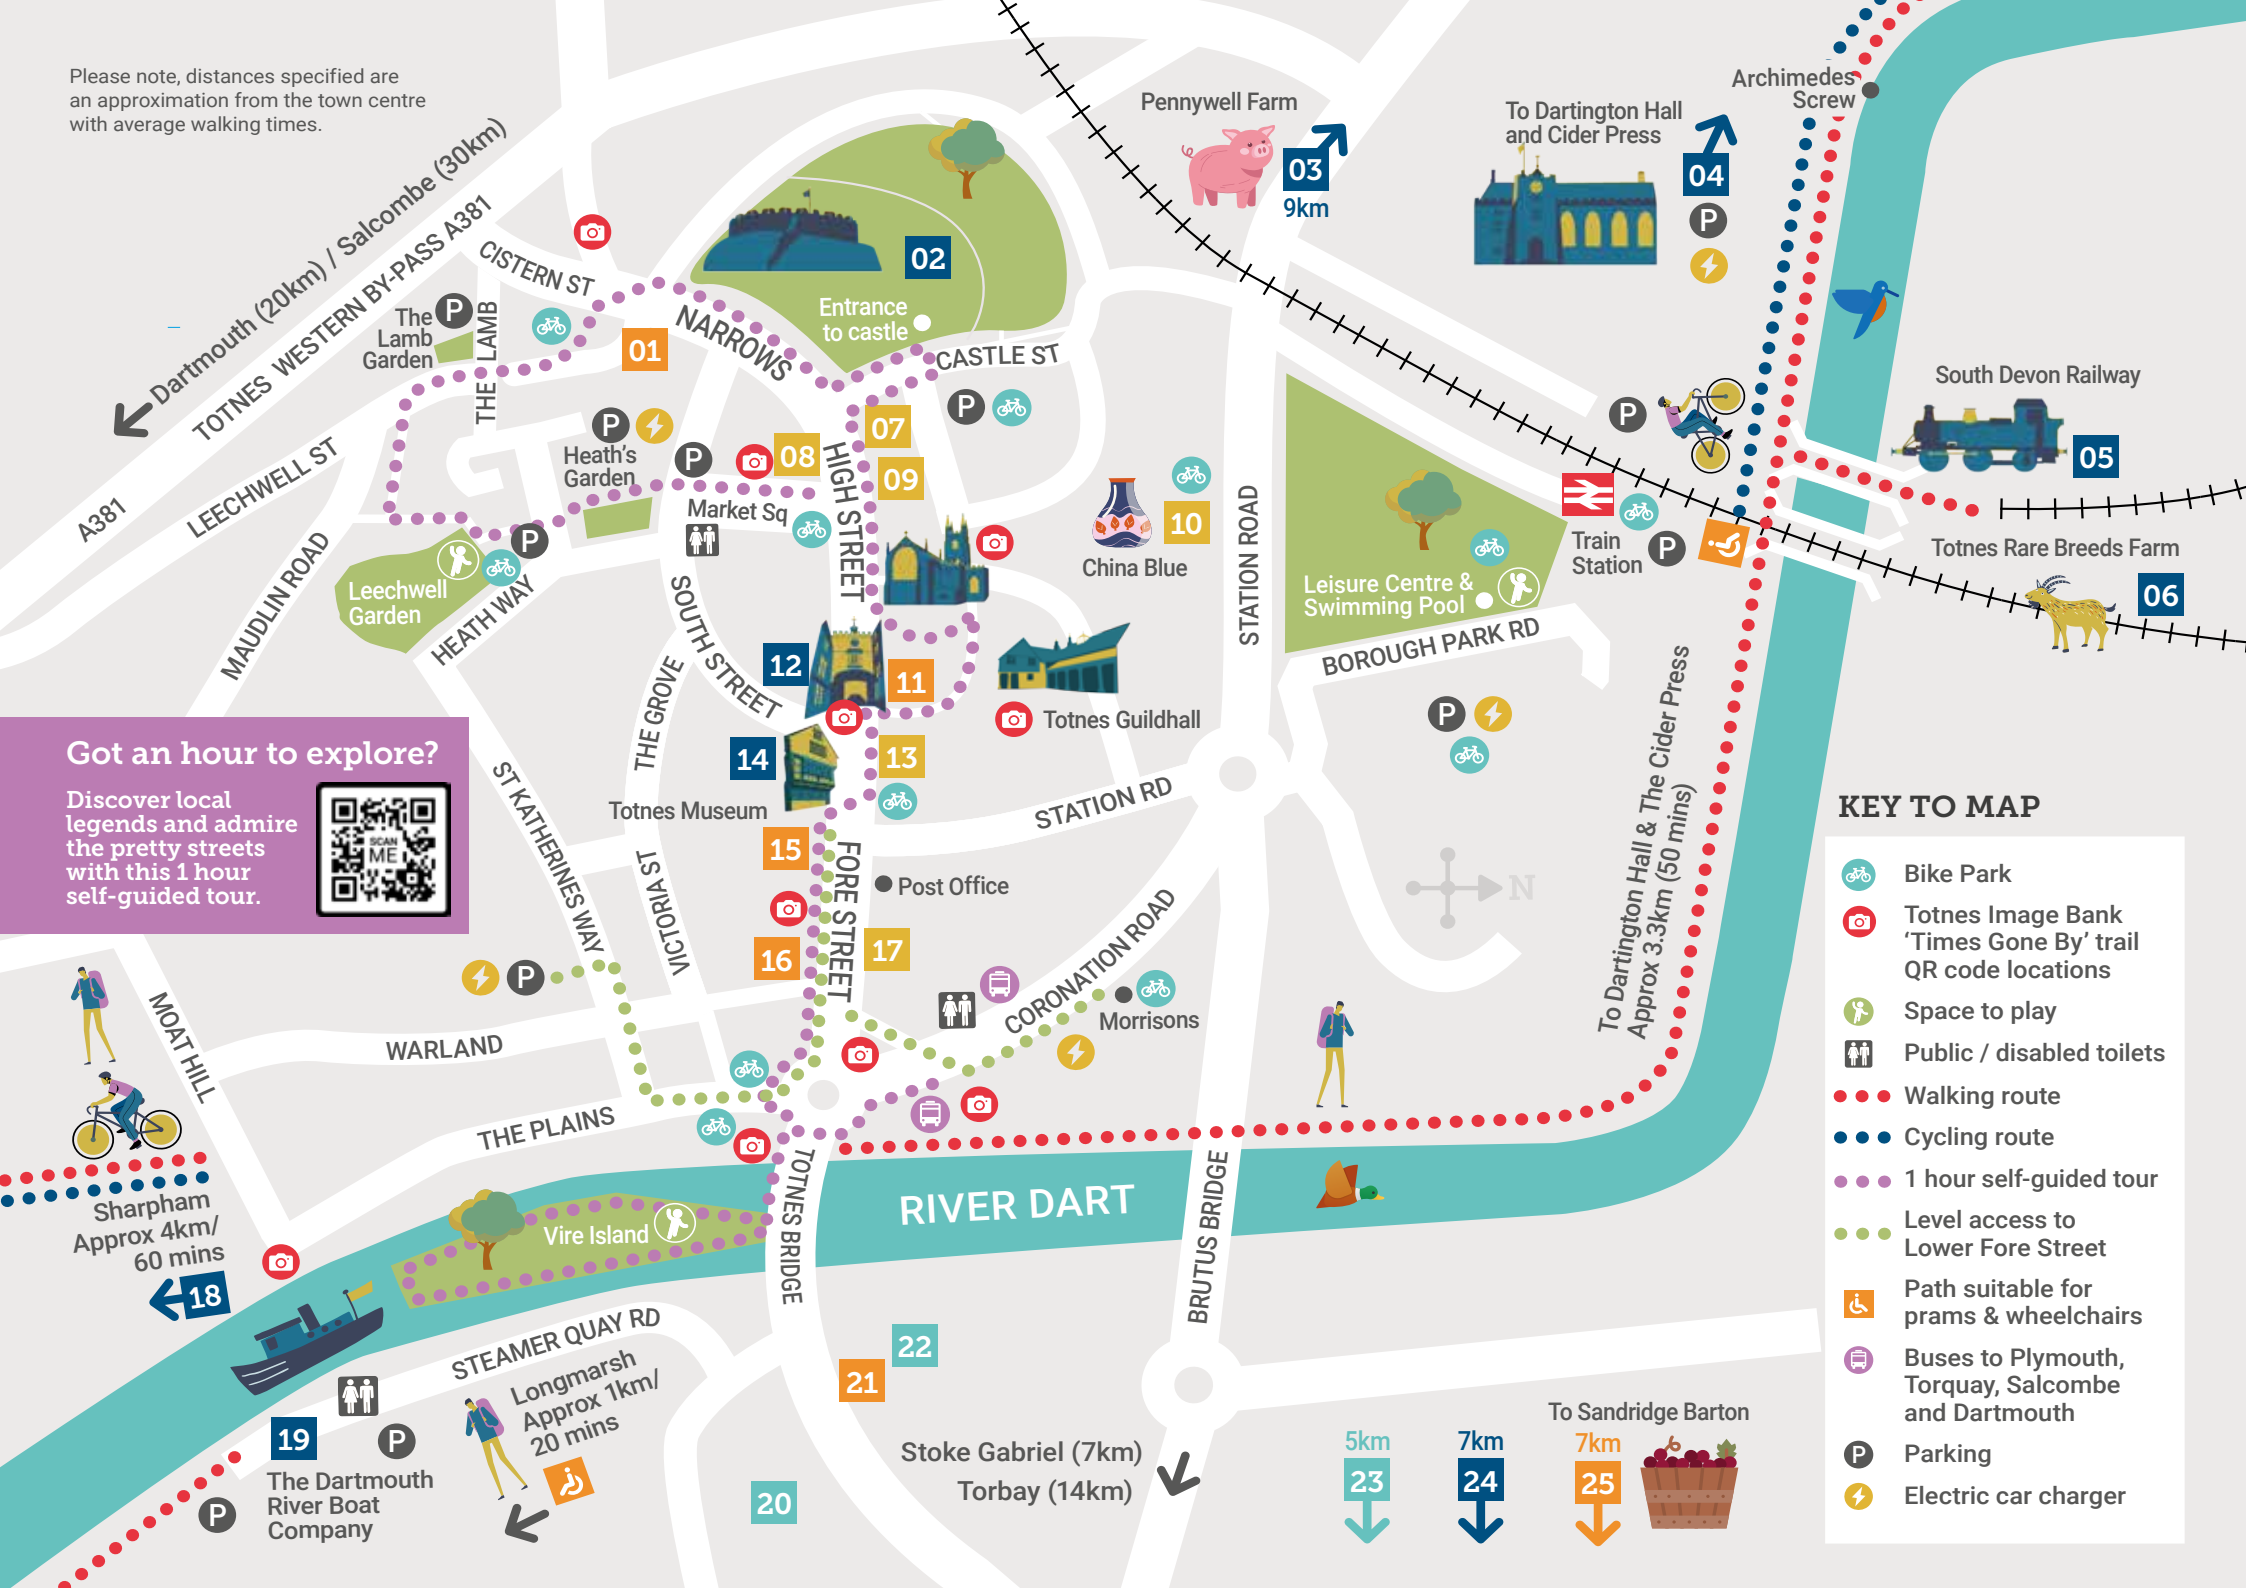 Please note, distances specified are
an approximation from the town centre
with average walking times.
Dartmouth (20km) / Salcombe (30km)
TOTNES WESTERN BY-PASS A381
A381
CISTERN ST
The
Lamb
Garden
P
THE LAMB
LEECHWELL ST
MAUDLIN ROAD
01
NARROWS
02
Entrance
to castle
CASTLE ST
P
Pennywell Farm
03
9km
To Dartington Hall
and Cider Press
04
P
Archimedes
Screw
South Devon Railway
05
Totnes Rare Breeds Farm
06
P
Train
Station
P
P
Heath's
Garden
P
08
Market Sq
07
09
HIGH STREET
China Blue
10
STATION ROAD
Leisure Centre &
Swimming Pool
BOROUGH PARK RD
P
P
Leechwell
Garden
HEATH WAY
SOUTH STREET
THE GROVE
12
11
Totnes Guildhall
14
13
Totnes Museum
STATION RD
15
FORE STREET
Post Office
16
17
ST KATHERINES WAY
VICTORIA ST
P
CORONATION ROAD
Morrisons
To Dartington Hall & The Cider Press
Approx 3.3km (50 mins)
N
Got an hour to explore?
Discover local
legends and admire
the pretty streets
with this 1 hour
self-guided tour.
SCAN
ME
MOAT HILL
WARLAND
THE PLAINS
Sharpham
Approx 4km/
60 mins
18
Vire Island
TOTNES BRIDGE
RIVER DART
BRUTUS BRIDGE
STEAMER QUAY RD
Longmarsh
Approx 1km/
20 mins
19
P
The Dartmouth
River Boat
Company
P
20
21
22
Stoke Gabriel (7km)
Torbay (14km)
5km
23
7km
24
To Sandridge Barton
7km
25
KEY TO MAP
Bike Park
Totnes Image Bank
‘Times Gone By’ trail
QR code locations
Space to play
Public / disabled toilets
Walking route
Cycling route
1 hour self-guided tour
Level access to
Lower Fore Street
Path suitable for
prams & wheelchairs
Buses to Plymouth,
Torquay, Salcombe
and Dartmouth
P Parking
Electric car charger